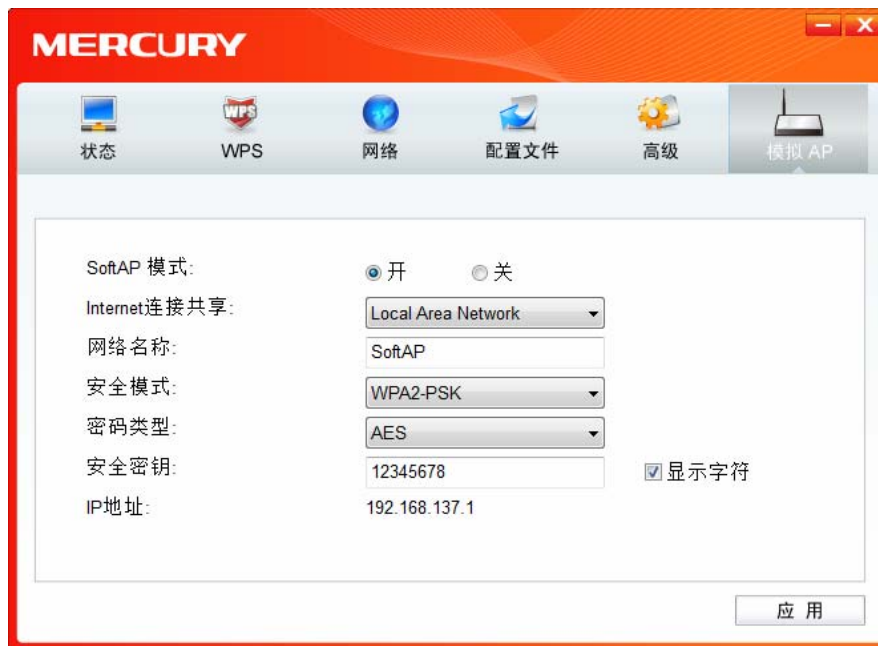 MERCURY
状态 WPS 网络 配置文件 高级 模拟 AP
SoftAP 模式: 开 关
Internet连接共享: Local Area Network
网络名称: SoftAP
安全模式: WPA2-PSK
密码类型: AES
安全密钥: 12345678 显示字符
IP地址: 192.168.137.1
应 用